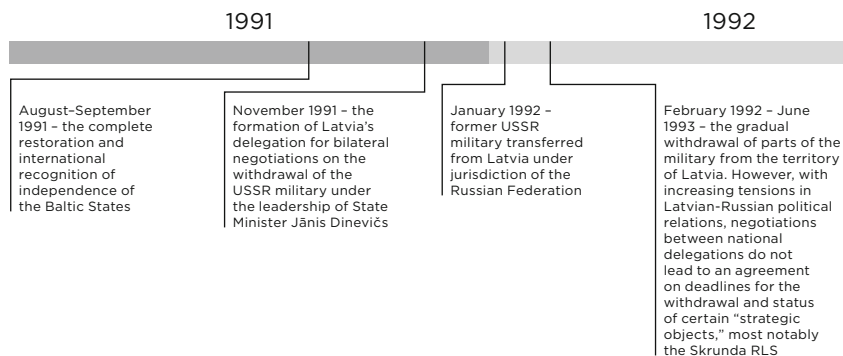 1991
1992
August–September
1991 – the complete
restoration and
international
recognition of
independence of
the Baltic States
November 1991 – the
formation of Latvia’s
delegation for bilateral
negotiations on the
withdrawal of the
USSR military under
the leadership of State
Minister Jānis Dinevičs
January 1992 –
former USSR
military transferred
from Latvia under
jurisdiction of the
Russian Federation
February 1992 – June
1993 – the gradual
withdrawal of parts of the
military from the territory
of Latvia. However, with
increasing tensions in
Latvian-Russian political
relations, negotiations
between national
delegations do not
lead to an agreement
on deadlines for the
withdrawal and status
of certain “strategic
objects,” most notably
the Skrunda RLS